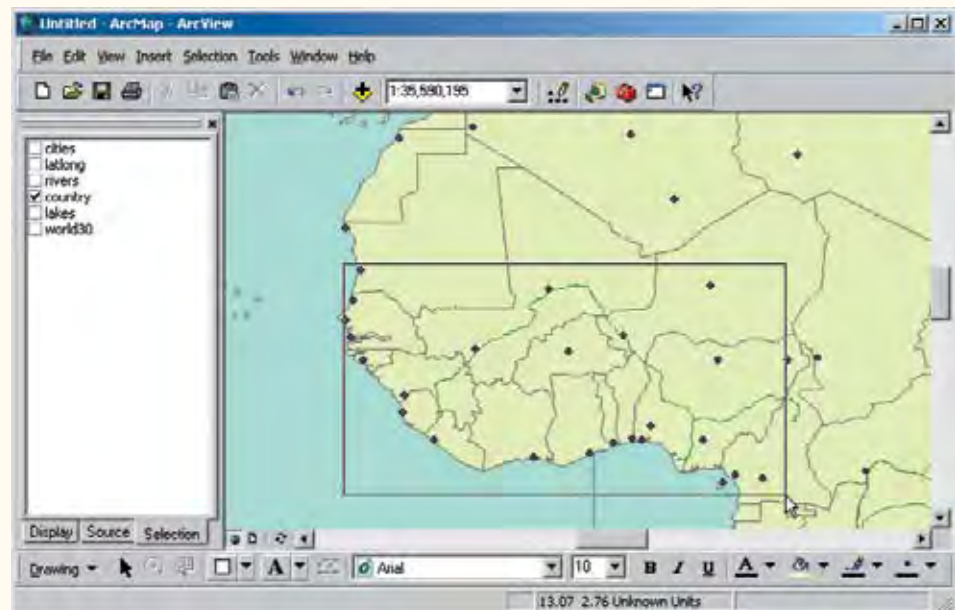 Untitled - ArcMap - ArcView
File Edit View Insert Selection Tools Window Help
1:35,590,195
cities
latlong
rivers
country
lakes
world30
Display Source Selection
Drawing A Arial 10 B I U A
13.07 2.76 Unknown Units